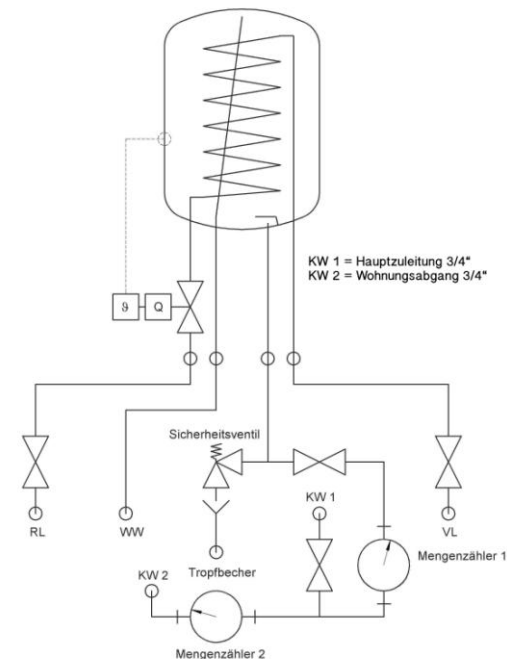 KW 1 = Hauptzuleitung 3/4"
KW 2 = Wohnungsabgang 3/4"
ϑ Q
Sicherheitsventil
KW 1
RL
WW
VL
Mengenzähler 1
Tropfbecher
KW 2
Mengenzähler 2